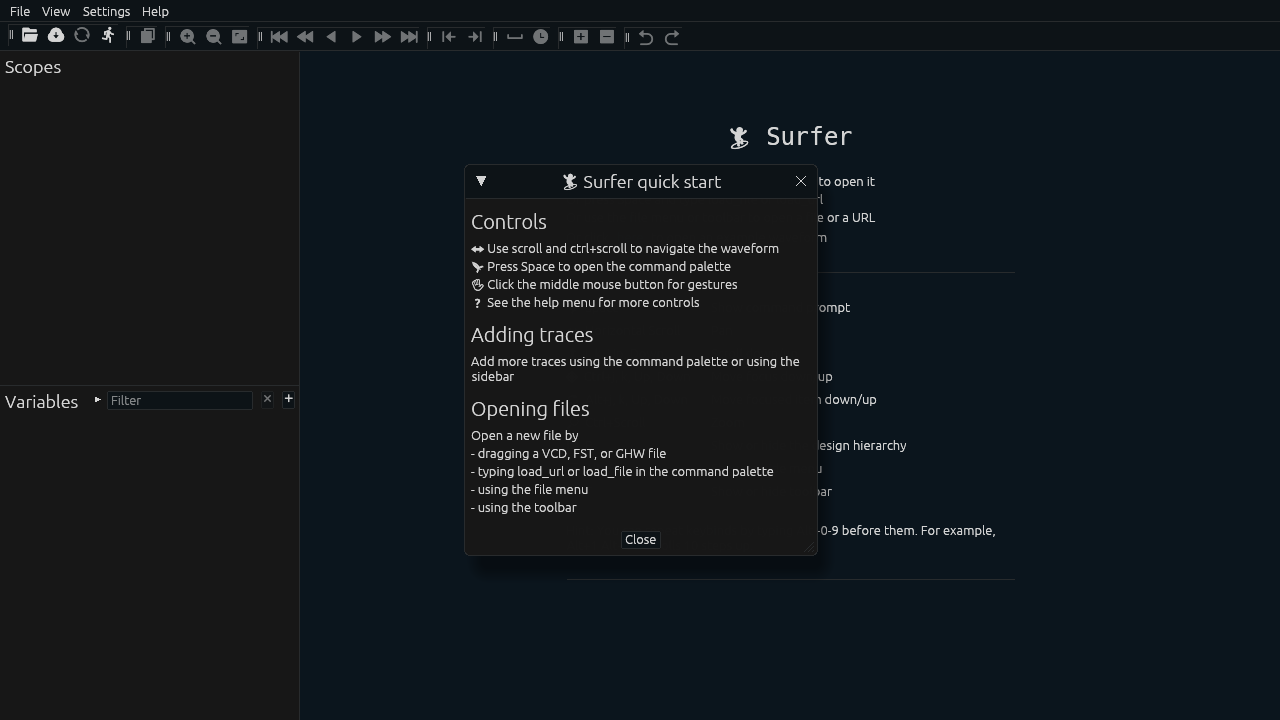 File View Settings Help
Scopes
Surfer
to open it
Surfer quick start
Controls
Use scroll and ctrl+scroll to navigate the waveform
e or a URL
Press Space to open the command palette
Click the middle mouse button for gestures
? See the help menu for more controls
ompt
Adding traces
Add more traces using the command palette or using the
sidebar
up
Variables Filter
down/up
Opening files
Open a new file by
esign hierarchy
- dragging a VCD, FST, or GHW file
- typing load_url or load_file in the command palette
- using the file menu
bar
- using the toolbar
-0-9 before them. For example,
Close